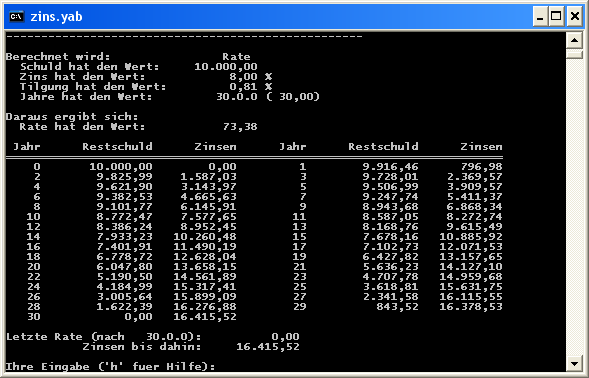 zins.yab
---------------------------------------------------
Berechnet wird: Rate
Schuld hat den Wert: 10.000,00
Zins hat den Wert: 8,00 %
Tilgung hat den Wert: 0,81 %
Jahre hat den Wert: 30.0.0 ( 30,00)
Daraus ergibt sich:
Rate hat den Wert: 73,38
Jahr Restschuld Zinsen Jahr Restschuld Zinsen
0 10.000,00 0,00 1 9.916,46 796,98
2 9.825,99 1.587,03 3 9.728,01 2.369,57
4 9.621,90 3.143,97 5 9.506,99 3.909,57
6 9.382,53 4.665,63 7 9.247,74 5.411,37
8 9.101,77 6.145,91 9 8.943,68 6.868,34
10 8.772,47 7.577,65 11 8.587,05 8.272,74
12 8.386,24 8.952,45 13 8.168,76 9.615,49
14 7.933,23 10.260,48 15 7.678,16 10.885,92
16 7.401,91 11.490,19 17 7.102,73 12.071,53
18 6.778,72 12.628,04 19 6.427,82 13.157,65
20 6.047,80 13.658,15 21 5.636,23 14.127,10
22 5.190,50 14.561,89 23 4.707,78 14.959,68
24 4.184,99 15.317,41 25 3.618,81 15.631,75
26 3.005,64 15.899,09 27 2.341,58 16.115,55
28 1.622,39 16.276,88 29 843,52 16.378,53
30 0,00 16.415,52
Letzte Rate (nach 30.0.0): 0,00
Zinsen bis dahin: 16.415,52
Ihre Eingabe ('h' fuer Hilfe):